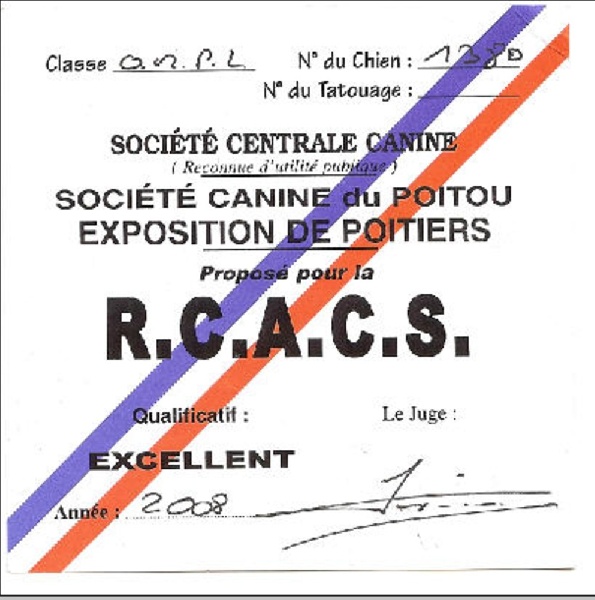 Classe O.M.P.L N° du Chien : 1380
N° du Tatouage :
SOCIÉTÉ CENTRALE CANINE
( Reconnue d'utilité publique )
SOCIÉTÉ CANINE du POITOU
EXPOSITION DE POITIERS
Proposé pour la
R.C.A.C.S.
Qualificatif : Le Juge :
EXCELLENT
Année : 2008